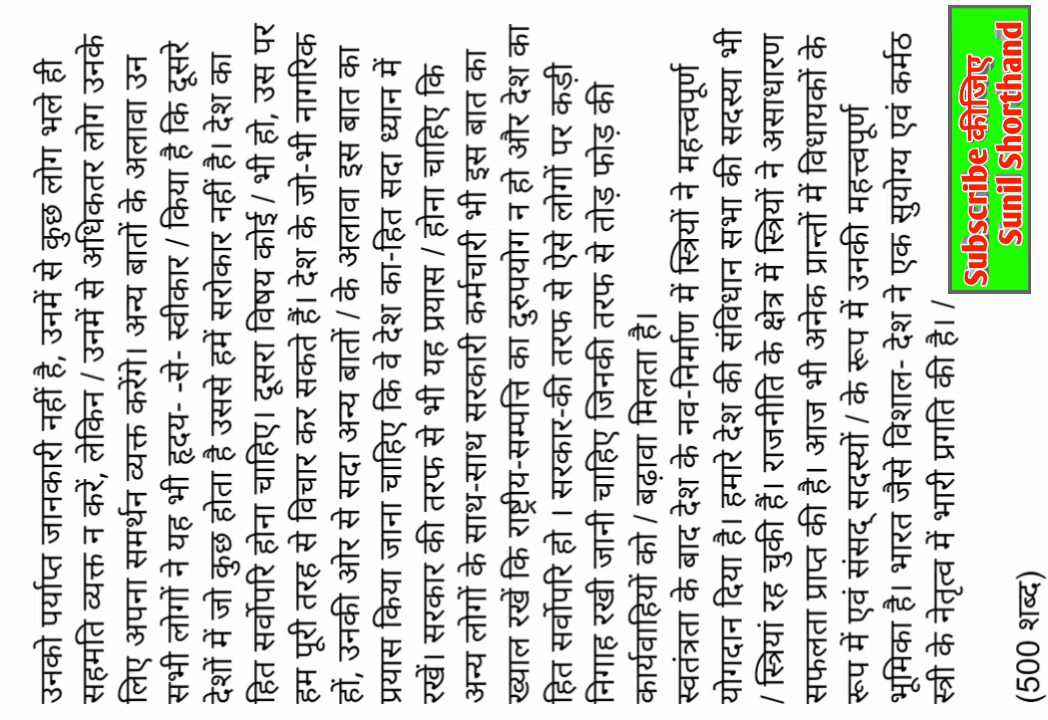 उनको पर्याप्त जानकारी नहीं है, उनमें से कुछ लोग भले ही
सहमति व्यक्त न करें, लेकिन / उनमें से अधिकतर लोग उनके
लिए अपना समर्थन व्यक्त करेंगे। अन्य बातों के अलावा उन
सभी लोगों ने यह भी हृदय- -से- स्वीकार / किया है कि दूसरे
देशों में जो कुछ होता है उससे हमें सरोकार नहीं है। देश का
हित सर्वोपरि होना चाहिए। दूसरा विषय कोई / भी हो, उस पर
हम पूरी तरह से विचार कर सकते हैं। देश के जो-भी नागरिक
हों, उनकी ओर से सदा अन्य बातों / के अलावा इस बात का
प्रयास किया जाना चाहिए कि वे देश का-हित सदा ध्यान में
रखें। सरकार की तरफ से भी यह प्रयास / होना चाहिए कि
अन्य लोगों के साथ-साथ सरकारी कर्मचारी भी इस बात का
ख्याल रखें कि राष्ट्रीय-सम्पत्ति का दुरुपयोग न हो और देश का
हित सर्वोपरि हो । सरकार-की तरफ से ऐसे लोगों पर कड़ी
निगाह रखी जानी चाहिए जिनकी तरफ से तोड़ फोड़ की
कार्यवाहियों को / बढ़ावा मिलता है।
स्वतंत्रता के बाद देश के नव-निर्माण में स्त्रियों ने महत्त्वपूर्ण
योगदान दिया है। हमारे देश की संविधान सभा की सदस्या भी
/ स्त्रियां रह चुकी हैं। राजनीति के क्षेत्र में स्त्रियों ने असाधारण
सफलता प्राप्त की है। आज भी अनेक प्रान्तों में विधायकों के
रूप में एवं संसद् सदस्यों / के रूप में उनकी महत्त्वपूर्ण
भूमिका है। भारत जैसे विशाल- देश ने एक सुयोग्य एवं कर्मठ
स्त्री के नेतृत्व में भारी प्रगति की है। /
(500 शब्द)
Subscribe कीजिए
Sunil Shorthand